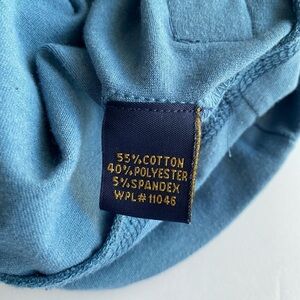 55% COTTON
40% POLYESTER
5% SPANDEX
WPL# 11046